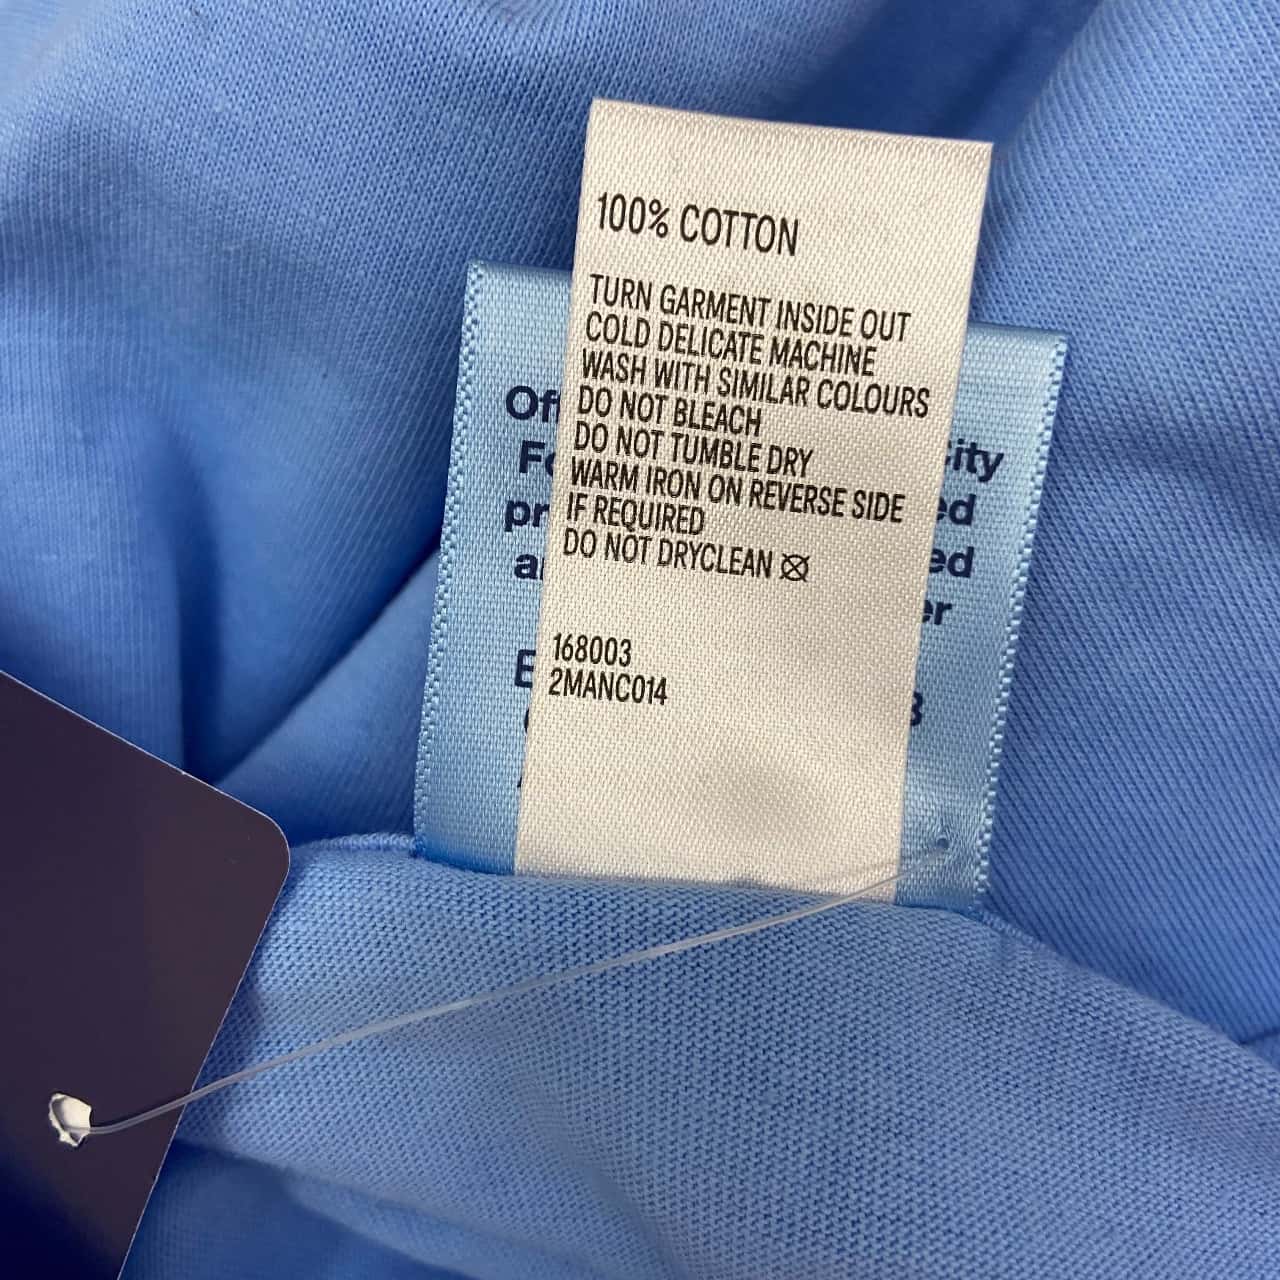 100% COTTON
TURN GARMENT INSIDE OUT
COLD DELICATE MACHINE
WASH WITH SIMILAR COLOURS
DO NOT BLEACH
DO NOT TUMBLE DRY
WARM IRON ON REVERSE SIDE
IF REQUIRED
DO NOT DRYCLEAN
168003
2MANC014